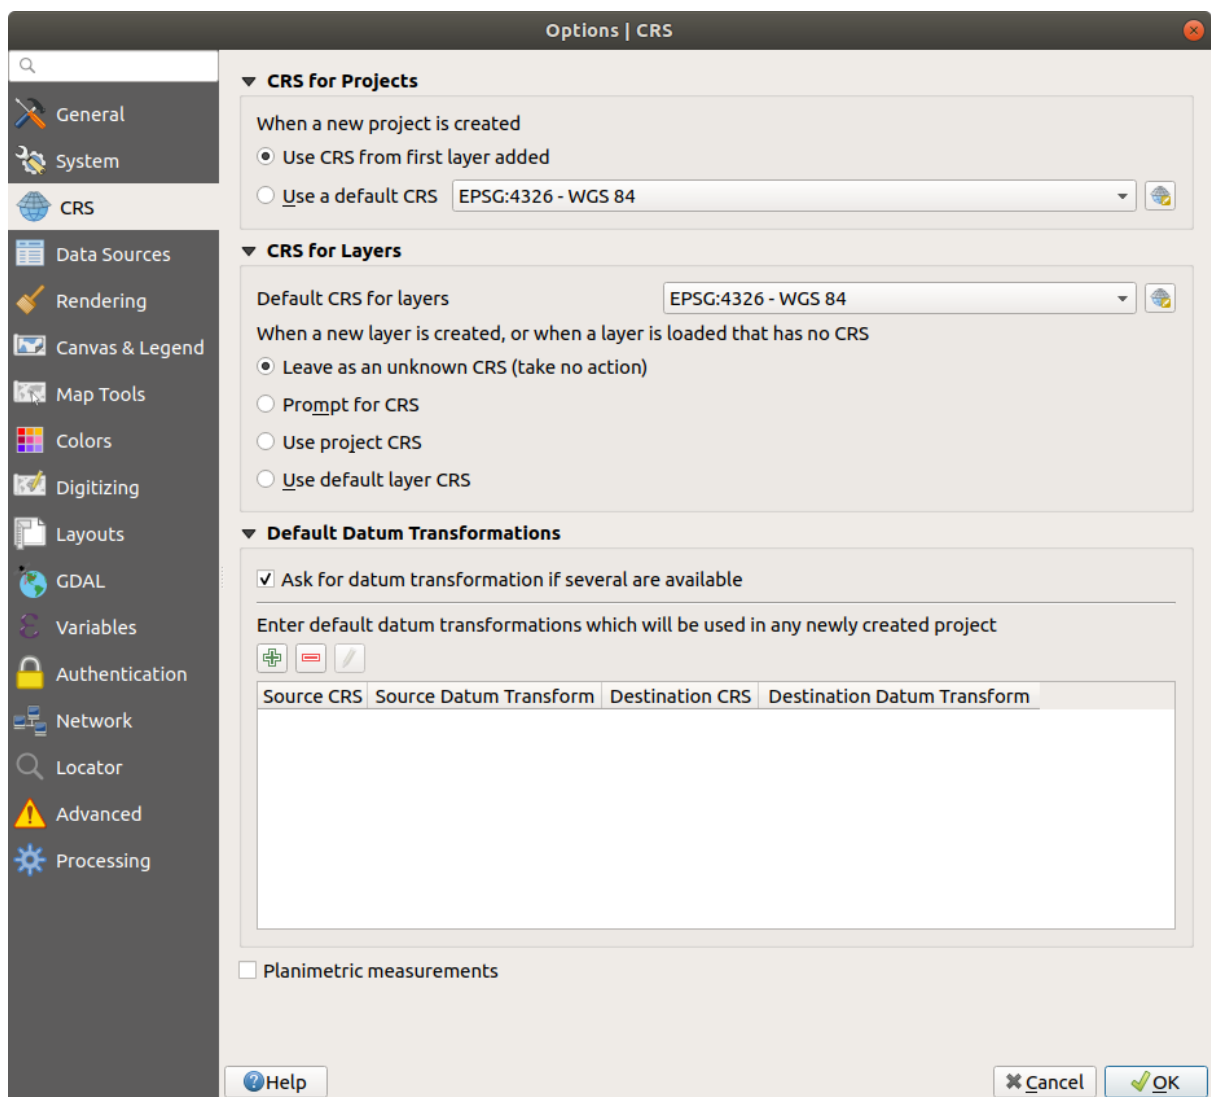 Options | CRS
General
System
CRS
Data Sources
Rendering
Canvas & Legend
Map Tools
Colors
Digitizing
Layouts
GDAL
Variables
Authentication
Network
Locator
Advanced
Processing
CRS for Projects
When a new project is created
Use CRS from first layer added
Use a default CRS EPSG:4326 - WGS 84
CRS for Layers
Default CRS for layers EPSG:4326 - WGS 84
When a new layer is created, or when a layer is loaded that has no CRS
Leave as an unknown CRS (take no action)
Prompt for CRS
Use project CRS
Use default layer CRS
Default Datum Transformations
Ask for datum transformation if several are available
Enter default datum transformations which will be used in any newly created project
Source CRS Source Datum Transform Destination CRS Destination Datum Transform
Planimetric measurements
Help Cancel OK